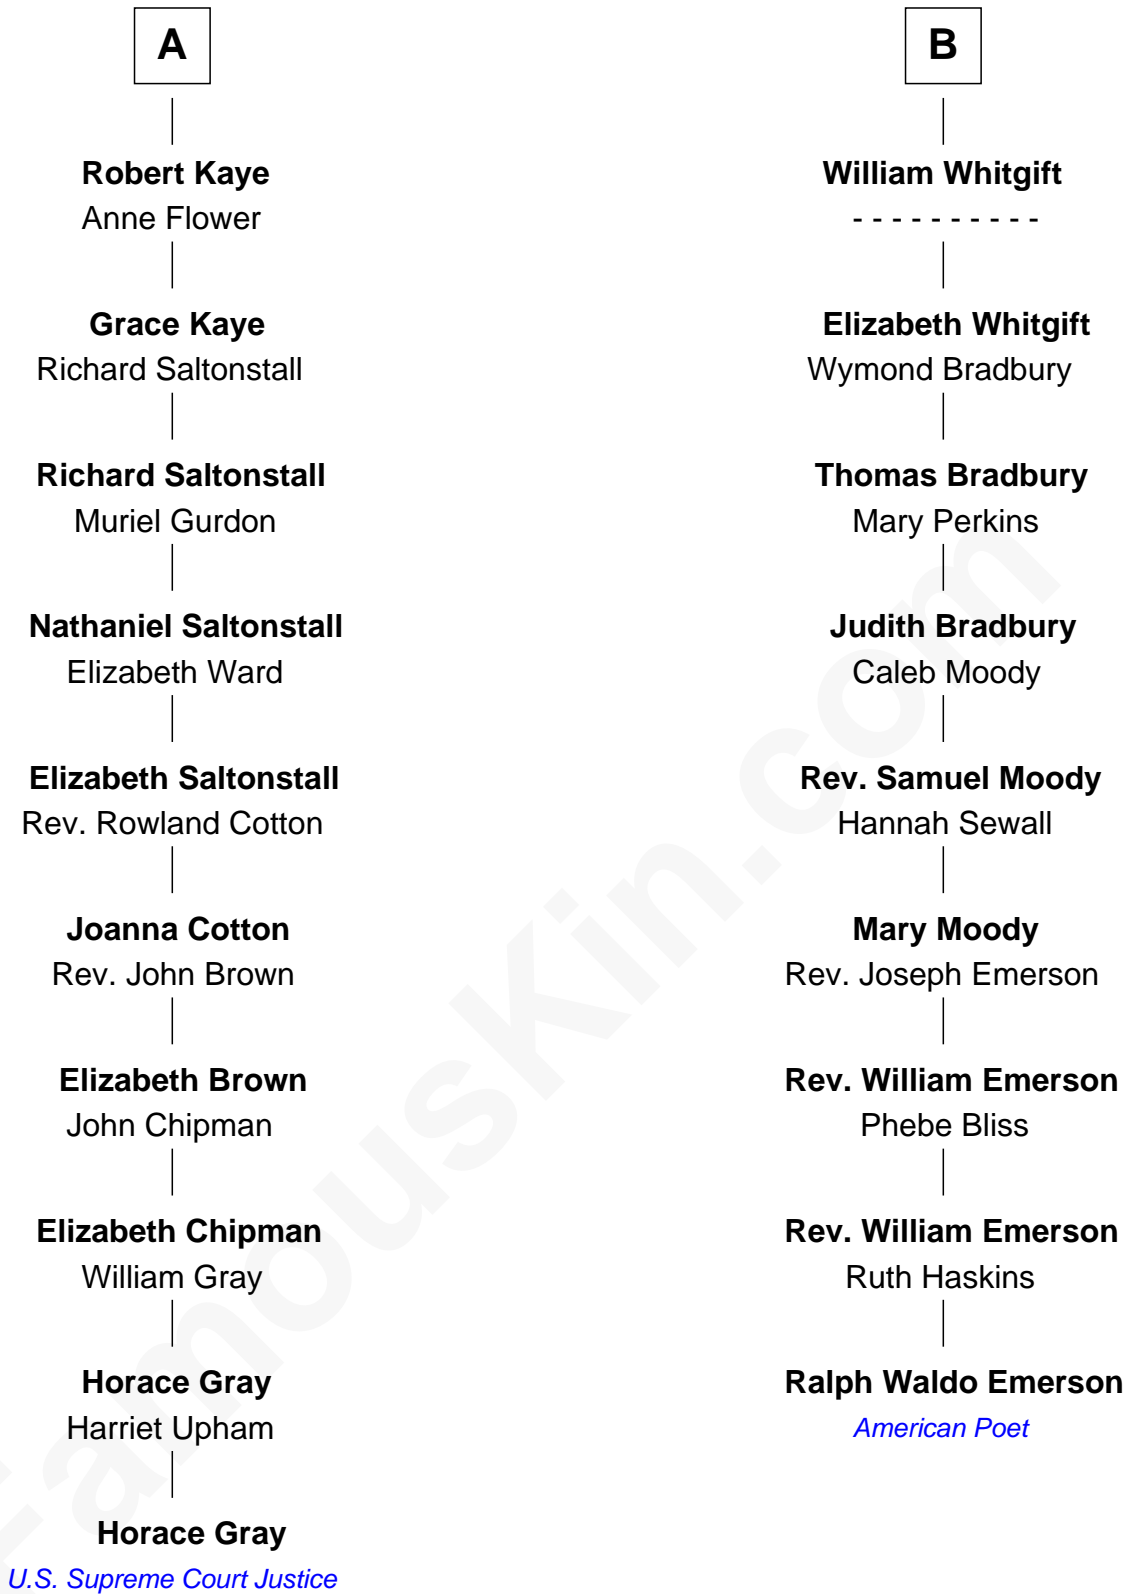 A
Robert Kaye
Anne Flower
Grace Kaye
Richard Saltonstall
Richard Saltonstall
Muriel Gurdon
Nathaniel Saltonstall
Elizabeth Ward
Elizabeth Saltonstall
Rev. Rowland Cotton
Joanna Cotton
Rev. John Brown
Elizabeth Brown
John Chipman
Elizabeth Chipman
William Gray
Horace Gray
Harriet Upham
Horace Gray
U.S. Supreme Court Justice
B
William Whitgift
- - - - - - - - - -
Elizabeth Whitgift
Wymond Bradbury
Thomas Bradbury
Mary Perkins
Judith Bradbury
Caleb Moody
Rev. Samuel Moody
Hannah Sewall
Mary Moody
Rev. Joseph Emerson
Rev. William Emerson
Phebe Bliss
Rev. William Emerson
Ruth Haskins
Ralph Waldo Emerson
American Poet
FamousKin.com